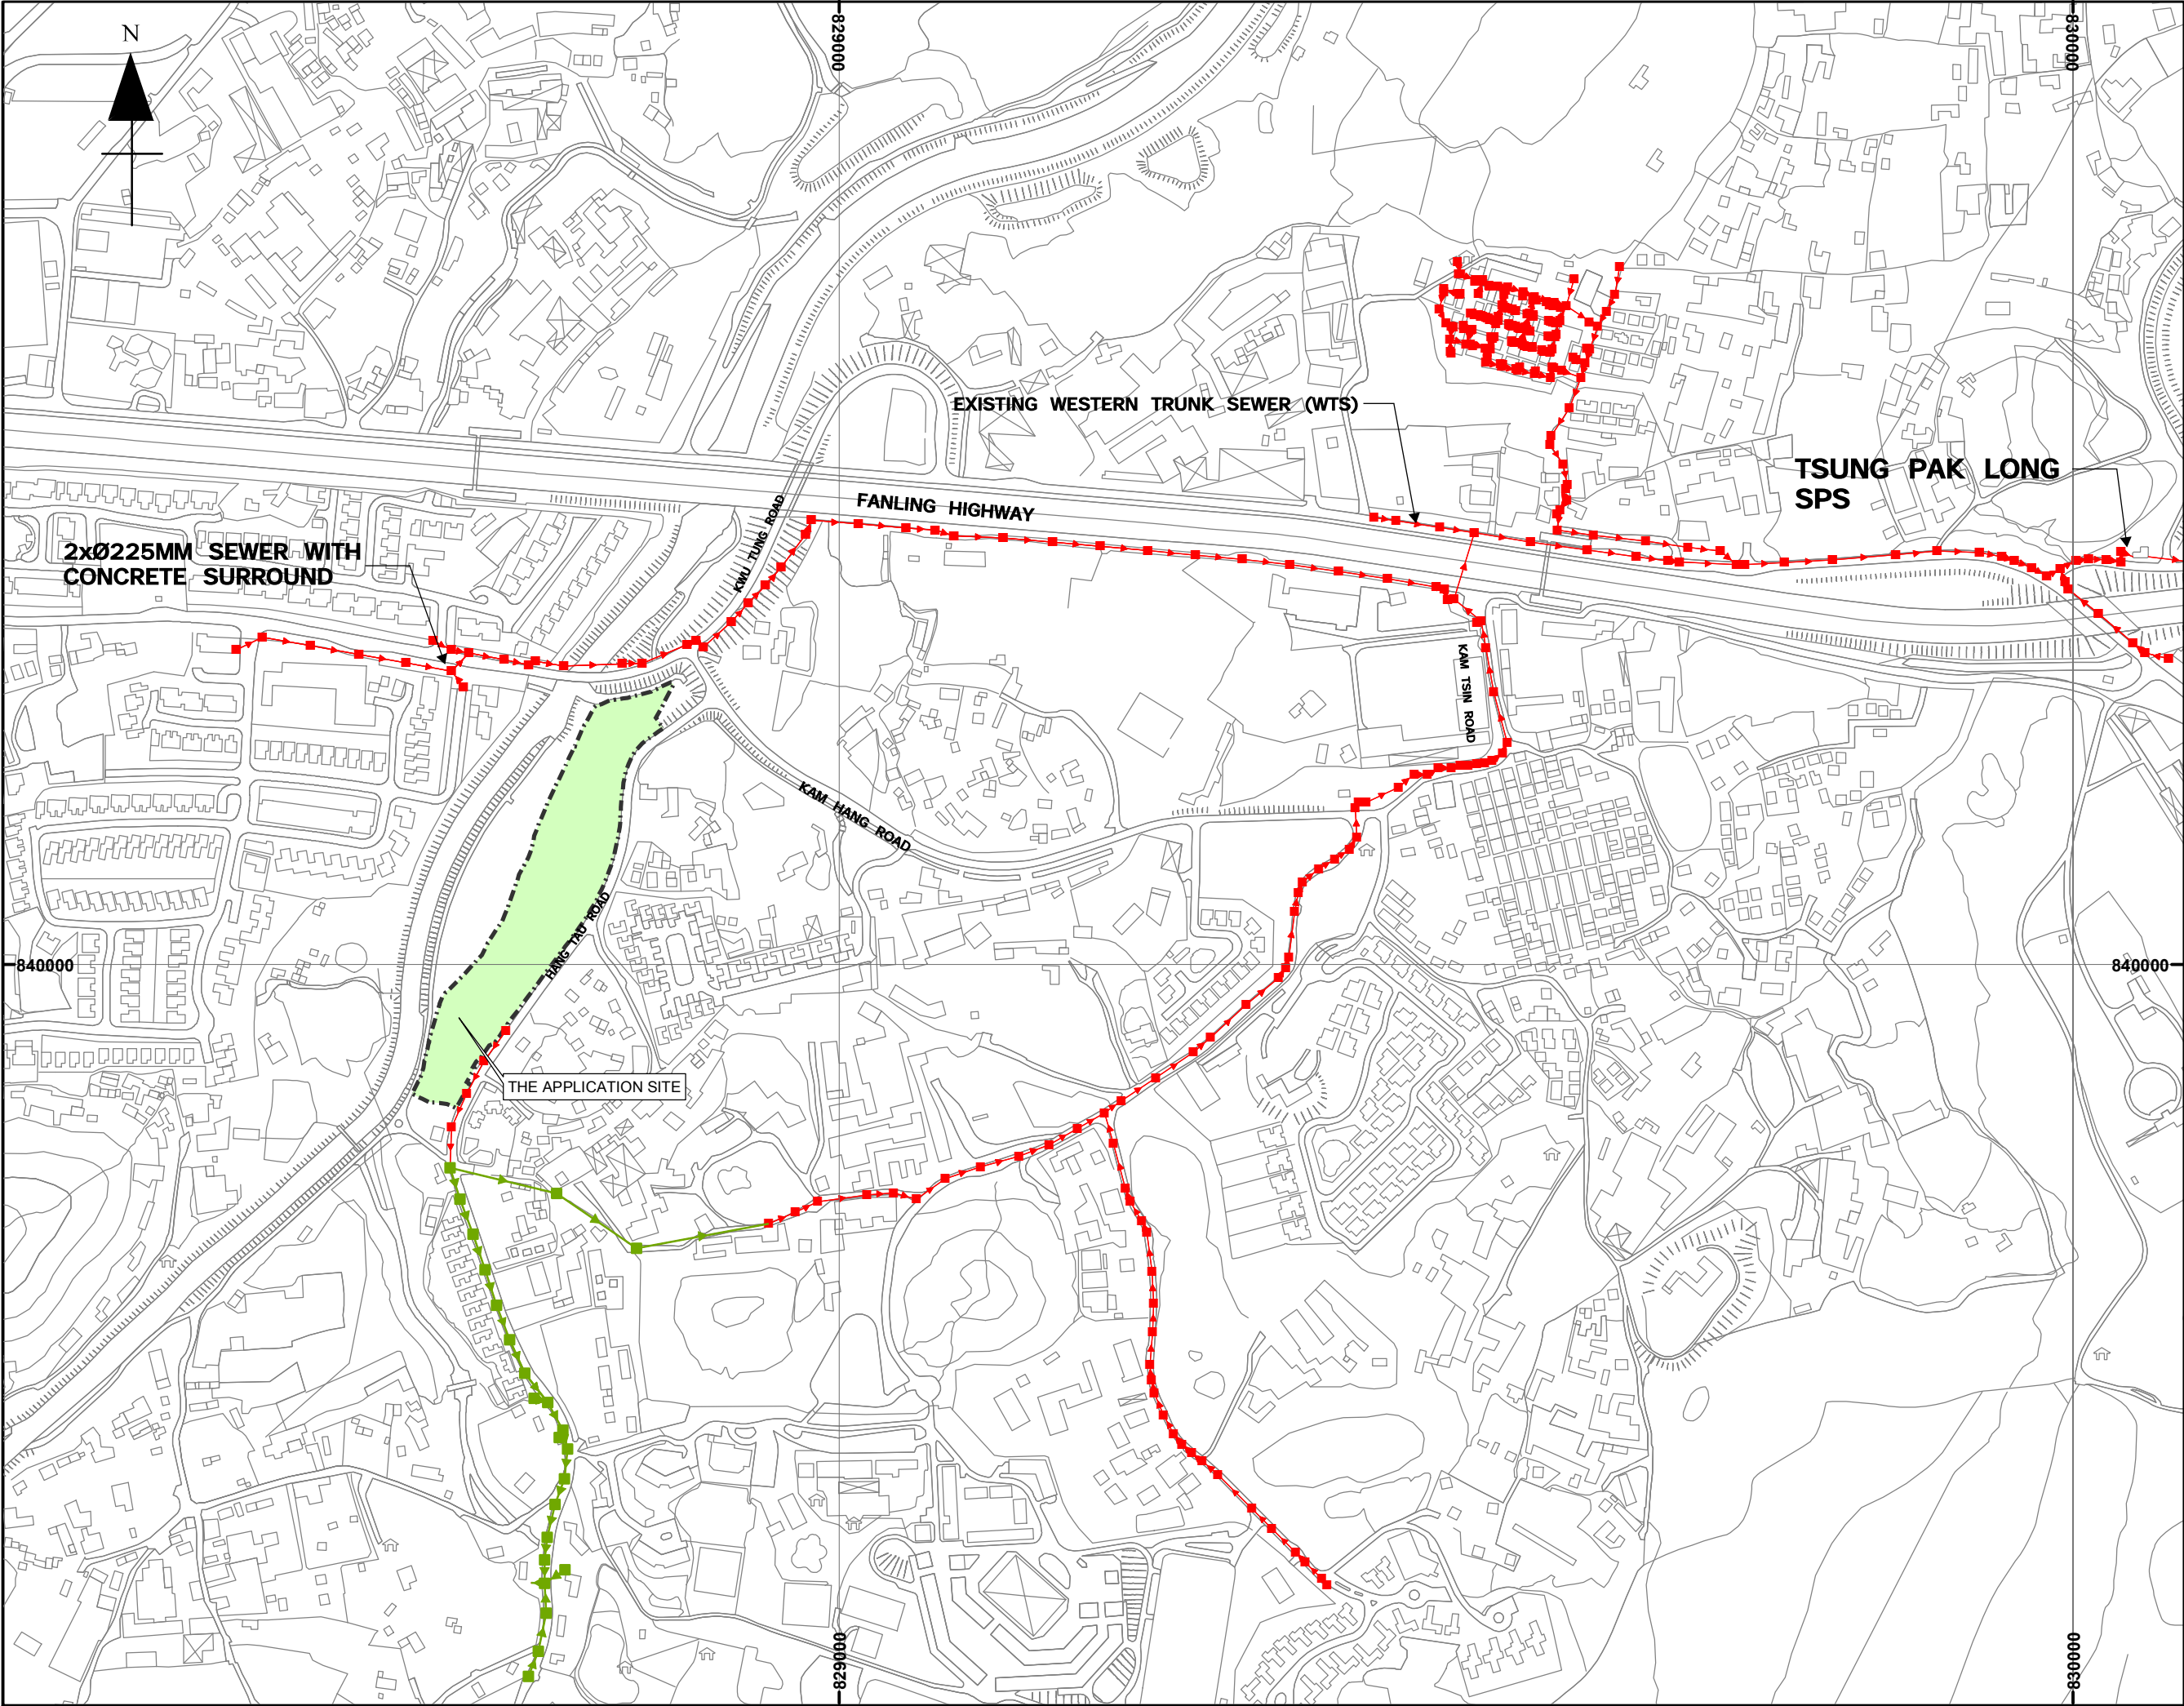 N
829000
830000
EXISTING WESTERN TRUNK SEWER (WTS)
TSUNG PAK LONG
SPS
FANLING HIGHWAY
KWU TUNG ROAD
2xØ225MM SEWER WITH
CONCRETE SURROUND
KAM TSIN ROAD
KAM HANG ROAD
HANG TAU ROAD
840000
840000
THE APPLICATION SITE
829000
830000